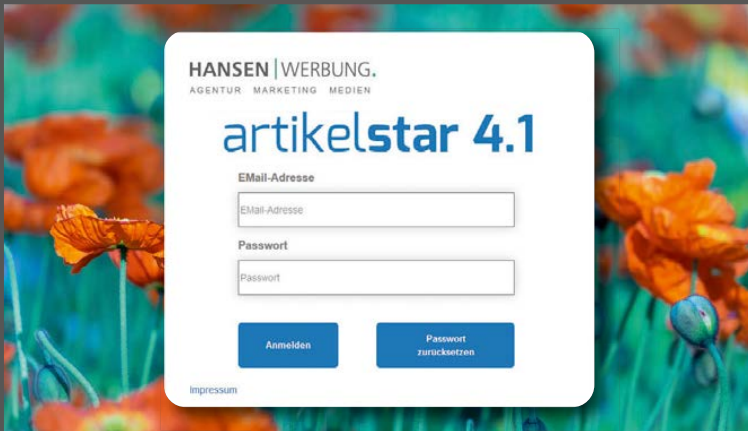 HANSEN|WERBUNG.
AGENTUR MARKETING MEDIEN
artikelstar 4.1
EMail-Adresse
EMail-Adresse
Passwort
Passwort
Anmelden
Passwort
zurücksetzen
Impressum